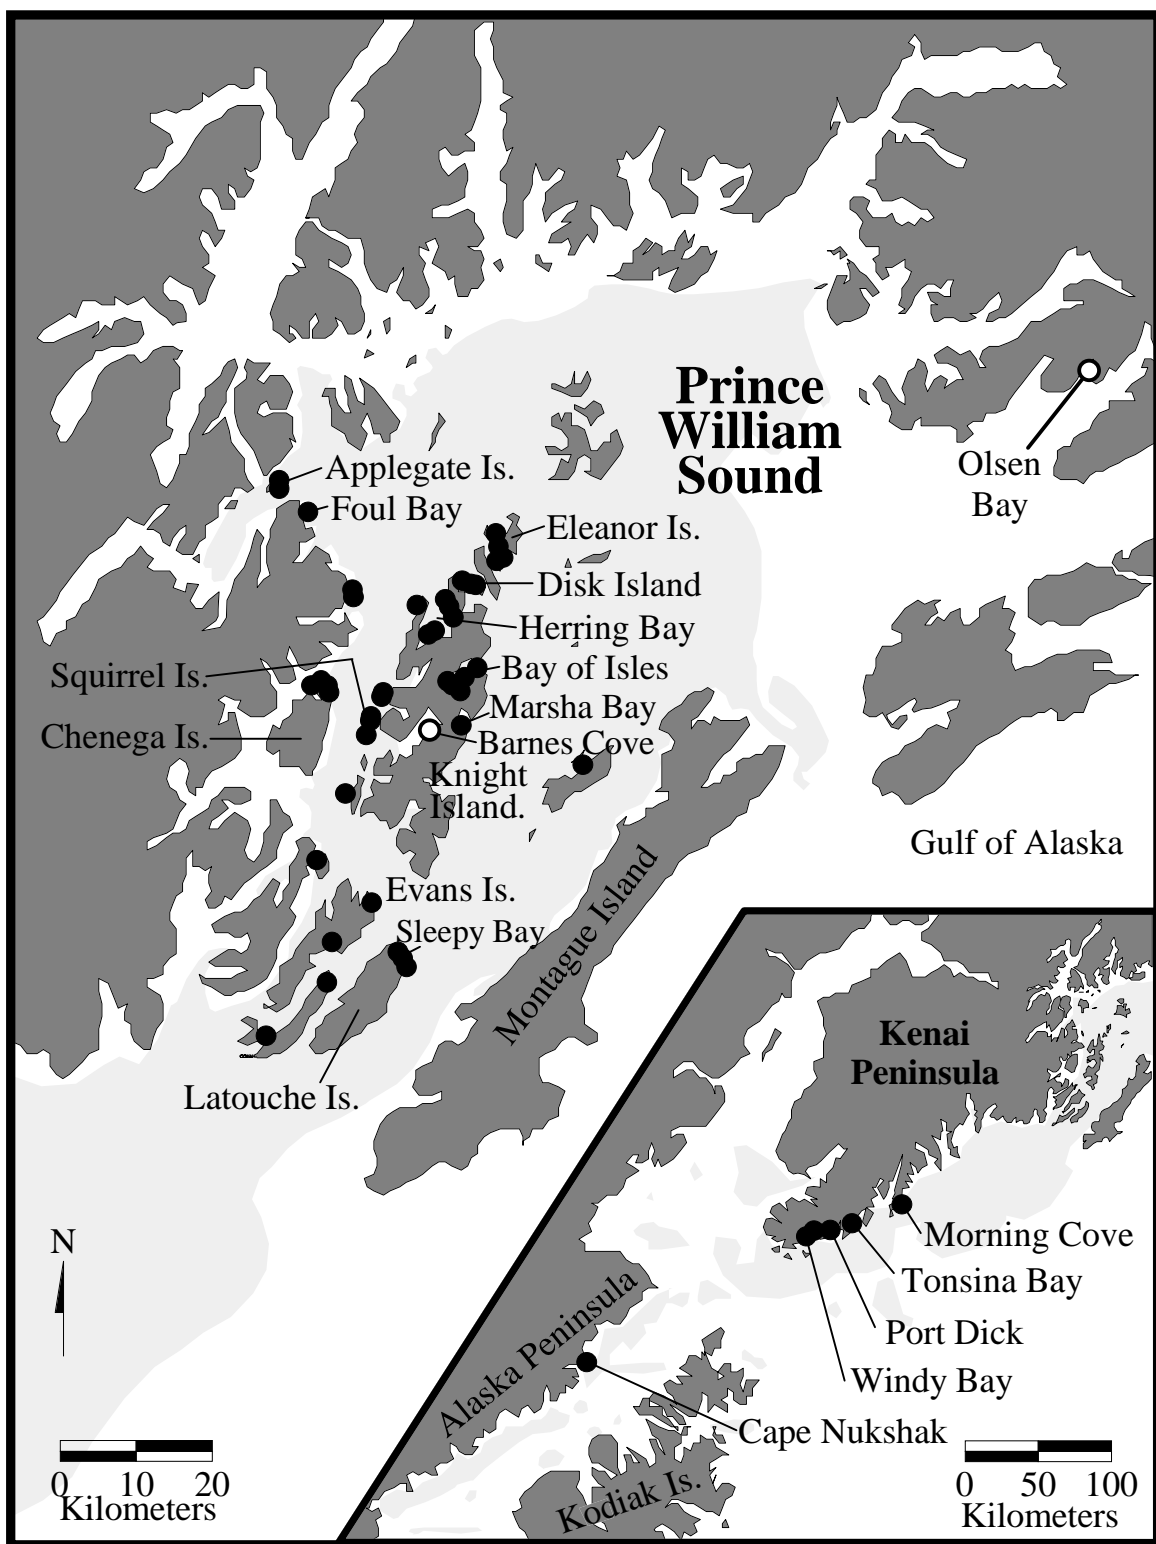 Prince
William
Sound
Applegate Is.
Foul Bay
Olsen
Bay
Eleanor Is.
Disk Island
Herring Bay
Squirrel Is.
Bay of Isles
Marsha Bay
Chenega Is.
Barnes Cove
Knight
Island.
Gulf of Alaska
Evans Is.
Sleepy Bay
Montague Island
Latouche Is.
Kenai
Peninsula
N
Morning Cove
Tonsina Bay
Port Dick
Windy Bay
Alaska Peninsula
Cape Nukshak
Kodiak Is.
0 10 20
Kilometers
0 50 100
Kilometers